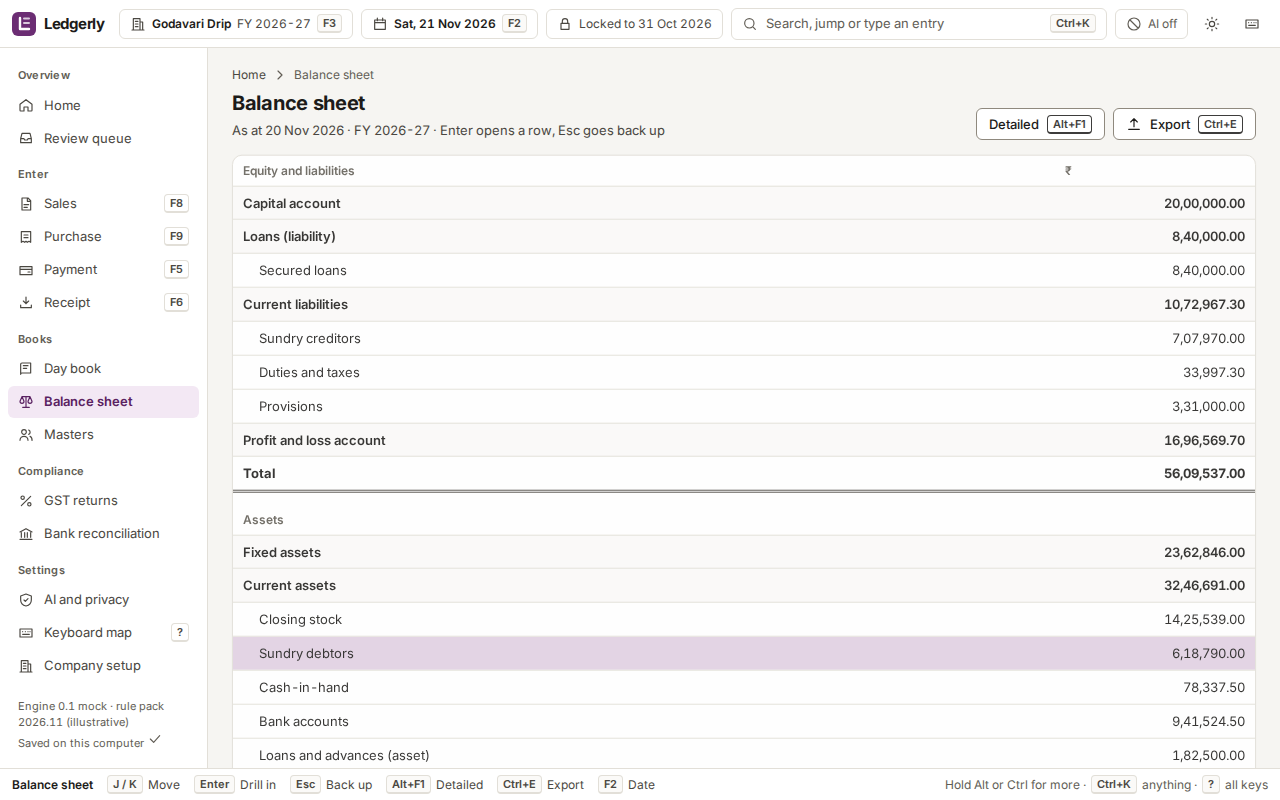 Ledgerly
Godavari Drip FY 2026-27 F3
Sat, 21 Nov 2026 F2
Locked to 31 Oct 2026
Search, jump or type an entry Ctrl+K
AI off
Overview
Home
Review queue
Enter
Sales F8
Purchase F9
Payment F5
Receipt F6
Books
Day book
Balance sheet
Masters
Compliance
GST returns
Bank reconciliation
Settings
AI and privacy
Keyboard map ?
Company setup
Engine 0.1 mock · rule pack
2026.11 (illustrative)
Saved on this computer
Home > Balance sheet
Balance sheet
As at 20 Nov 2026 · FY 2026-27 · Enter opens a row, Esc goes back up
Detailed Alt+F1
Export Ctrl+E
Equity and liabilities ₹
Capital account 20,00,000.00
Loans (liability) 8,40,000.00
Secured loans 8,40,000.00
Current liabilities 10,72,967.30
Sundry creditors 7,07,970.00
Duties and taxes 33,997.30
Provisions 3,31,000.00
Profit and loss account 16,96,569.70
Total 56,09,537.00
Assets
Fixed assets 23,62,846.00
Current assets 32,46,691.00
Closing stock 14,25,539.00
Sundry debtors 6,18,790.00
Cash-in-hand 78,337.50
Bank accounts 9,41,524.50
Loans and advances (asset) 1,82,500.00
Balance sheet J / K Move Enter Drill in Esc Back up Alt+F1 Detailed Ctrl+E Export F2 Date
Hold Alt or Ctrl for more · Ctrl+K anything · ? all keys